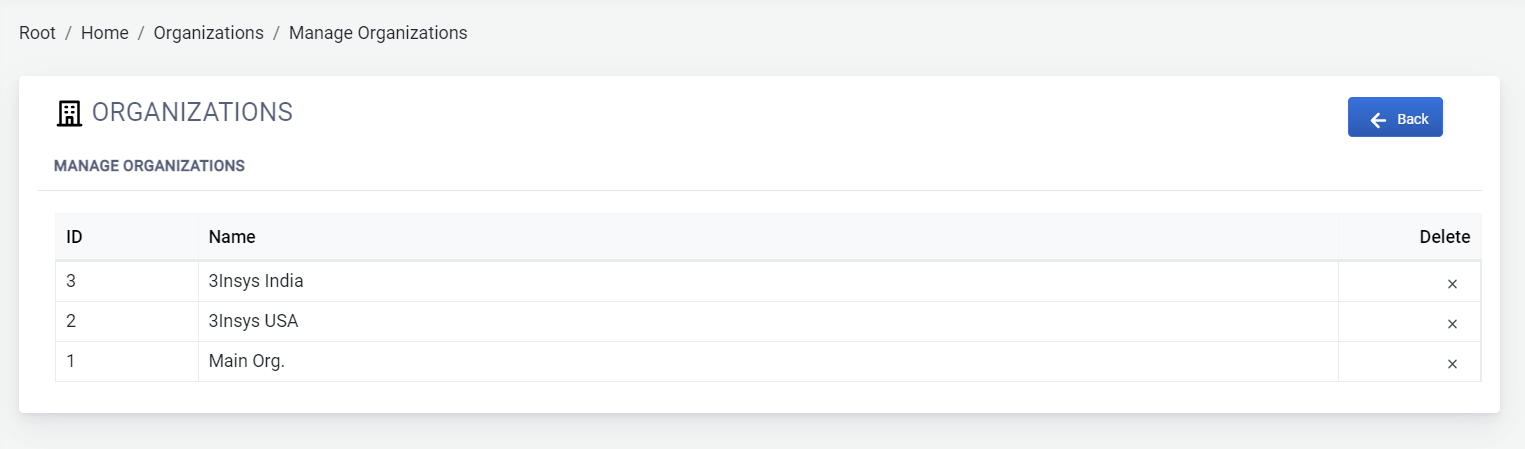 Root / Home / Organizations / Manage Organizations
ORGANIZATIONS
Back
MANAGE ORGANIZATIONS
ID Name Delete
3 3Insys India ×
2 3Insys USA ×
1 Main Org. ×